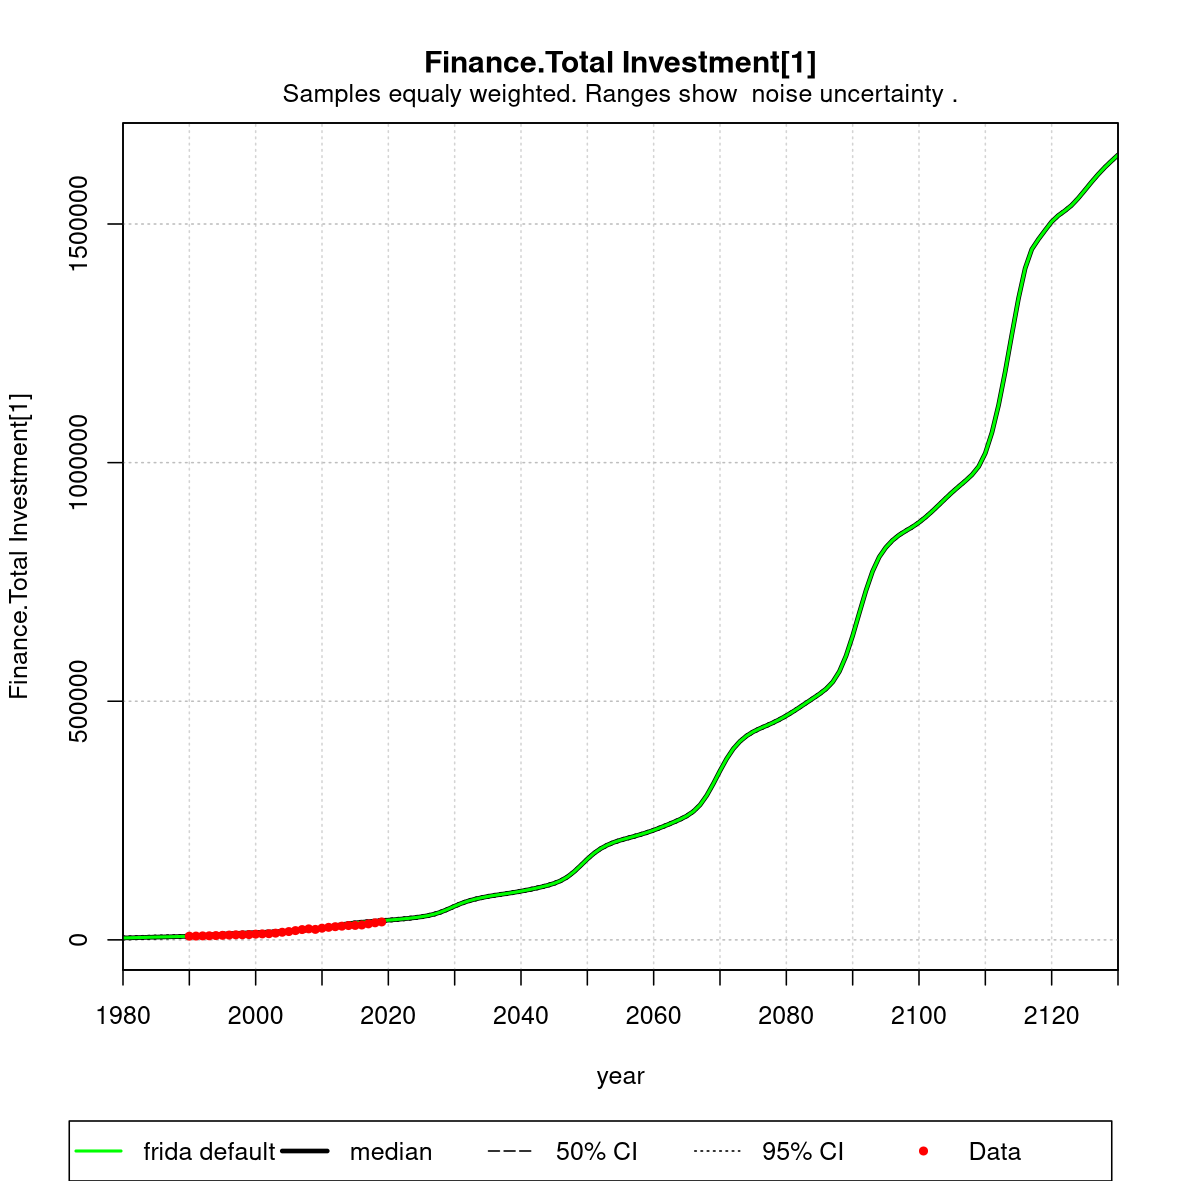 Finance.Total Investment[1]
Samples equaly weighted. Ranges show  noise uncertainty .
Finance.Total Investment[1]
1500000
1000000
500000
0
1980 2000 2020 2040 2060 2080 2100 2120
year
frida default median 50% CI 95% CI Data